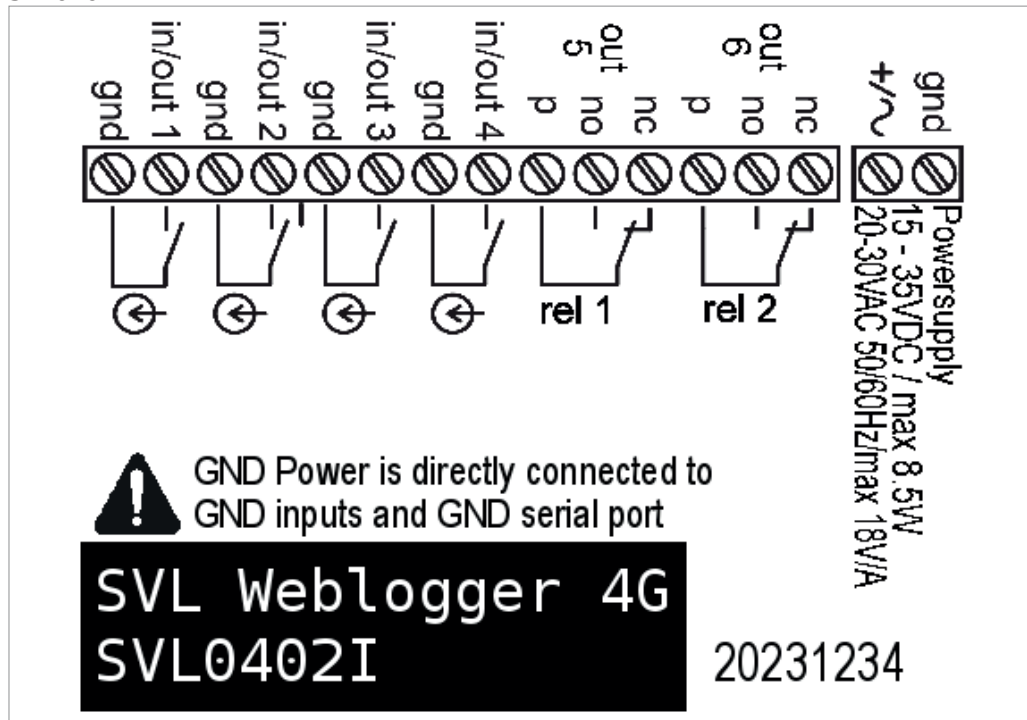 gnd
in/out 1
gnd
in/out 2
gnd
in/out 3
gnd
in/out 4
out
5
p
no
nc
out
6
p
no
nc
+/~
gnd
rel 1
rel 2
Powersupply
15 - 35VDC / max 8.5W
20-30VAC 50/60Hz/max 18V/A
GND Power is directly connected to
GND inputs and GND serial port
SVL Weblogger 4G
SVL0402I
20231234